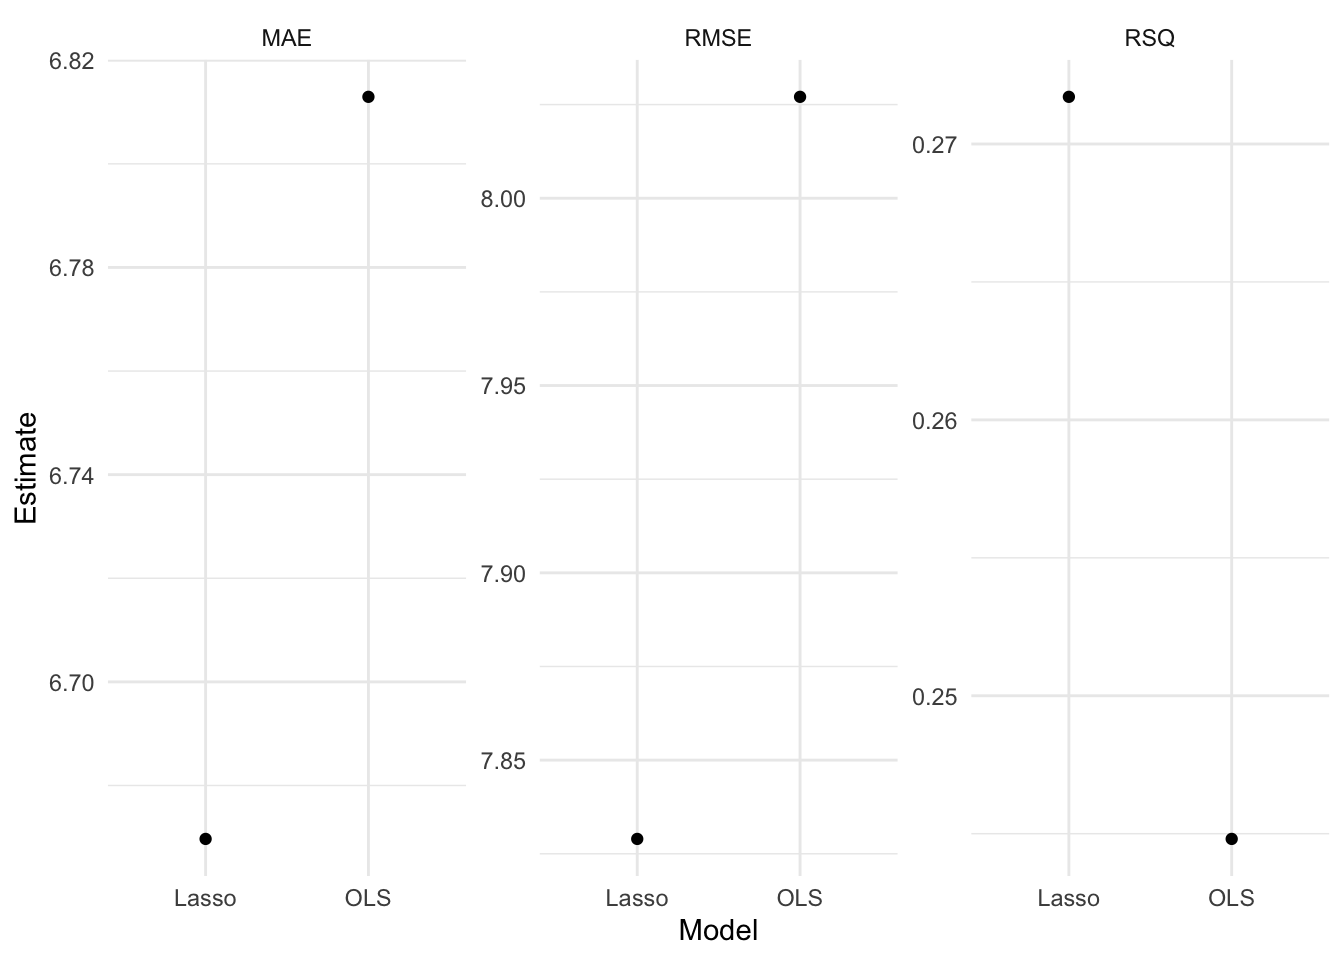 MAE
RMSE
RSQ
6.82
6.78
6.74
6.70
8.00
7.95
7.90
7.85
0.27
0.26
0.25
Estimate
Lasso
OLS
Lasso
OLS
Lasso
OLS
Model